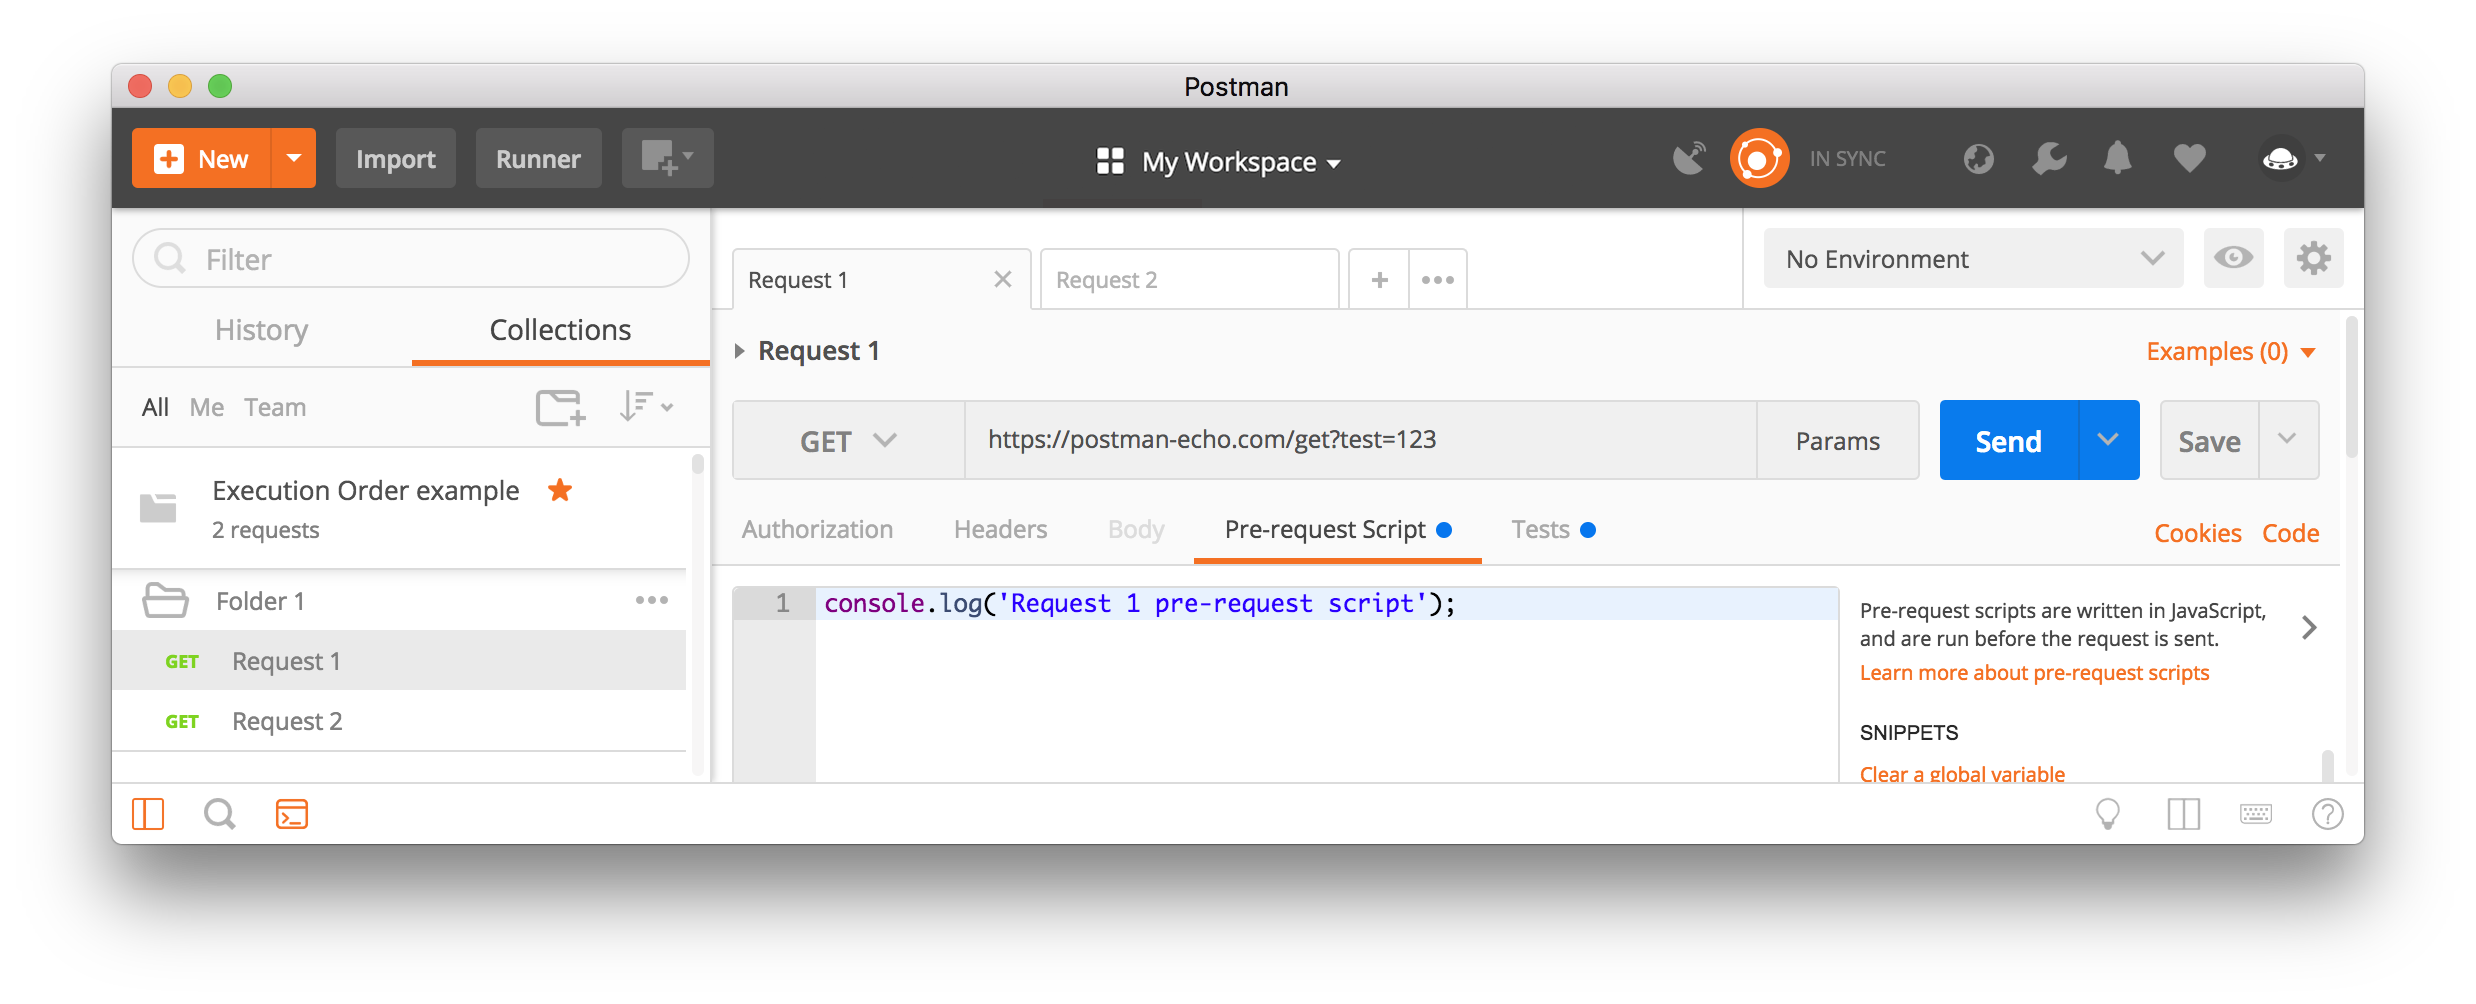 Postman
New
Import
Runner
My Workspace
IN SYNC
Filter
History
Collections
All Me Team
Execution Order example
2 requests
Folder 1
GET Request 1
GET Request 2
Request 1
Request 2
No Environment
Request 1
Examples (0)
GET
https://postman-echo.com/get?test=123
Params
Send
Save
Authorization
Headers
Body
Pre-request Script
Tests
Cookies
Code
1 console.log('Request 1 pre-request script');
Pre-request scripts are written in JavaScript,
and are run before the request is sent.
Learn more about pre-request scripts
SNIPPETS
Clear a global variable